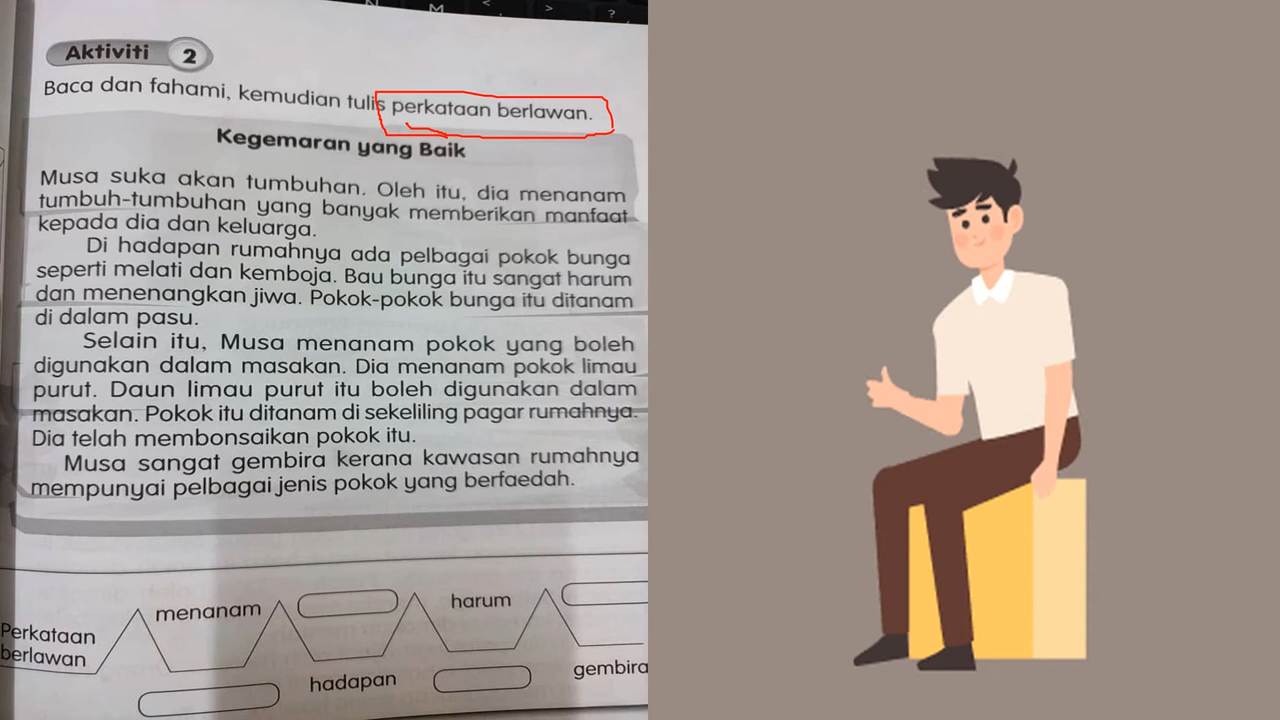 M < > ?
Aktiviti 2
Baca dan fahami, kemudian tulis perkataan berlawan.
Kegemaran yang Baik
Musa suka akan tumbuhan. Oleh itu, dia menanam
tumbuh-tumbuhan yang banyak memberikan manfaat
kepada dia dan keluarga.
Di hadapan rumahnya ada pelbagai pokok bunga
seperti melati dan kemboja. Bau bunga itu sangat harum
dan menenangkan jiwa. Pokok-pokok bunga itu ditanam
di dalam pasu.
Selain itu, Musa menanam pokok yang boleh
digunakan dalam masakan. Dia menanam pokok limau
purut. Daun limau purut itu boleh digunakan dalam
masakan. Pokok itu ditanam di sekeliling pagar rumahnya.
Dia telah membonsaikan pokok itu.
Musa sangat gembira kerana kawasan rumahnya
mempunyai pelbagai jenis pokok yang berfaedah.
menanam harum
Perkataan
berlawan
hadapan gembira